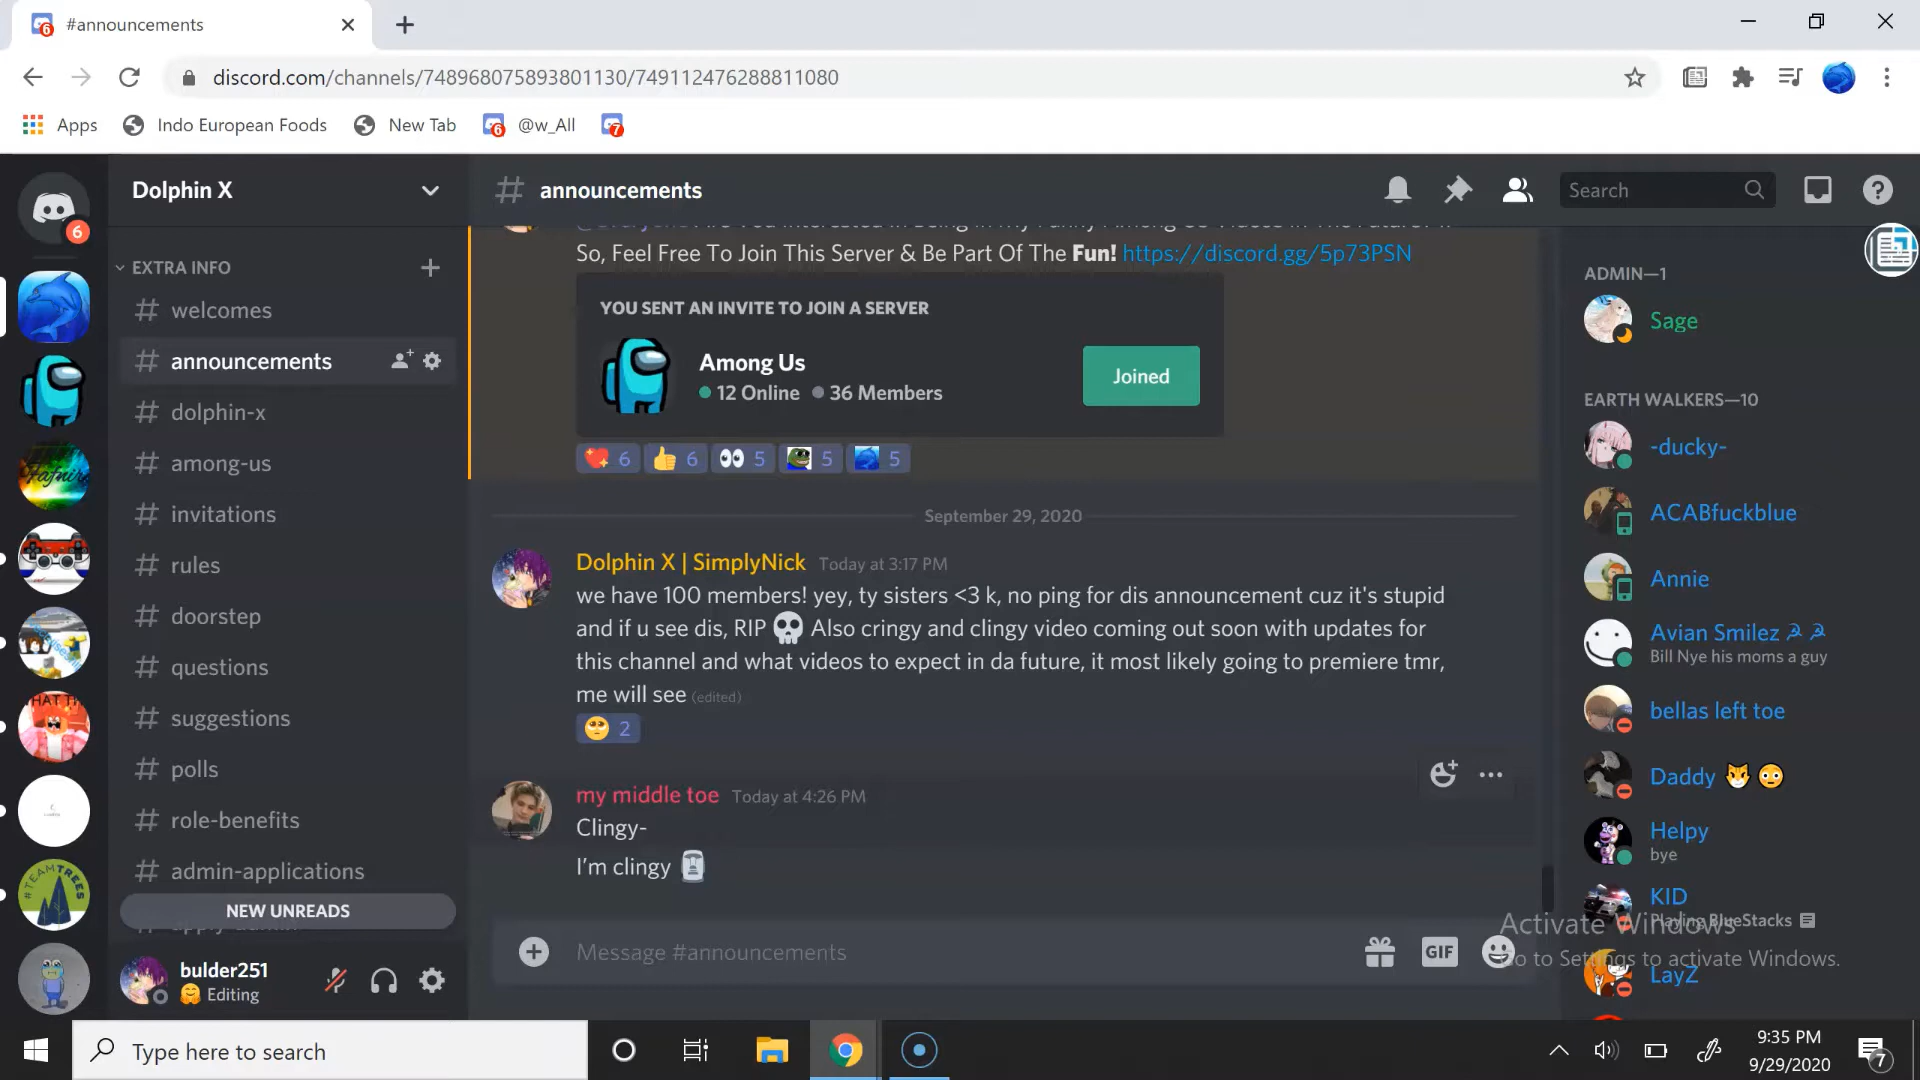 6 #announcements
discord.com/channels/748968075893801130/749112476288811080
Apps Indo European Foods New Tab 6 @w_All 7
Dolphin X
# announcements
Search
6
EXTRA INFO
# welcomes
# announcements
# dolphin-x
# among-us
# invitations
# rules
# doorstep
# questions
# suggestions
# polls
# role-benefits
# admin-applications
NEW UNREADS
Fafnir
WHAT TH
#TEAMTREES
bulder251
Editing
So, Feel Free To Join This Server & Be Part Of The Fun! https://discord.gg/5p73PSN
YOU SENT AN INVITE TO JOIN A SERVER
Among Us
12 Online 36 Members
Joined
6 6 5 5 5
September 29, 2020
Dolphin X | SimplyNick Today at 3:17 PM
we have 100 members! yey, ty sisters <3 k, no ping for dis announcement cuz it's stupid
and if u see dis, RIP 💀 Also cringy and clingy video coming out soon with updates for
this channel and what videos to expect in da future, it most likely going to premiere tmr,
me will see (edited)
2
my middle toe Today at 4:26 PM
Clingy-
I'm clingy 🗿
Message #announcements
GIF
ADMIN—1
Sage
EARTH WALKERS—10
-ducky-
ACABfuckblue
Annie
Avian Smilez ☭ ☭
Bill Nye his moms a guy
bellas left toe
Daddy 🐯 😳
Helpy
bye
KID
Playing BlueStacks
LayZ
Activate Windows
Go to Settings to activate Windows.
Type here to search
9:35 PM
9/29/2020
7